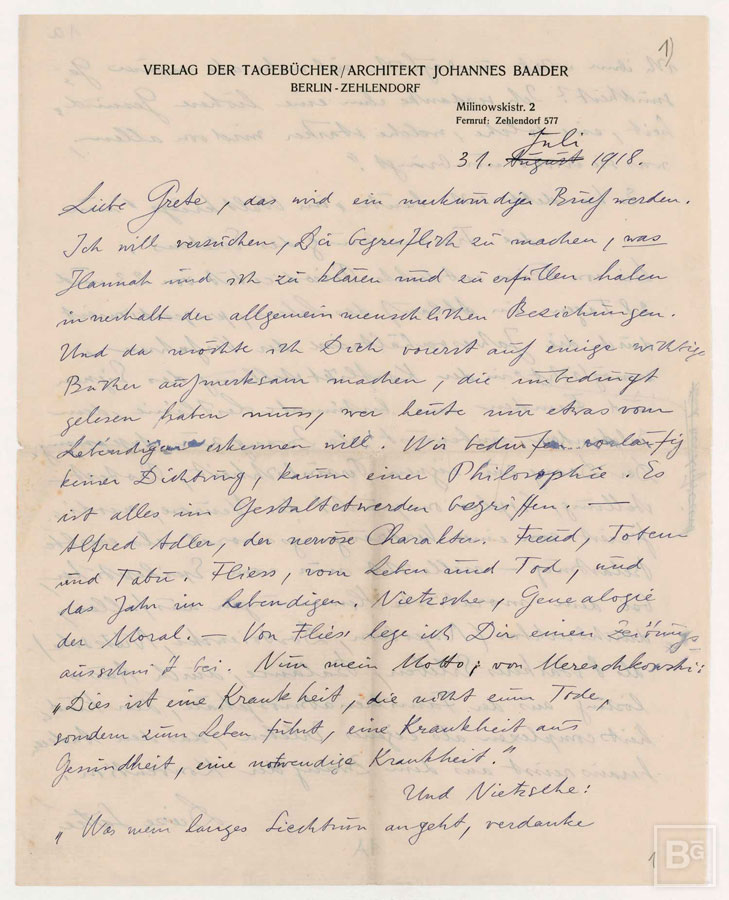 1)
VERLAG DER TAGEBÜCHER/ARCHITEKT JOHANNES BAADER
BERLIN-ZEHLENDORF
Milinowskistr. 2
Fernruf: Zehlendorf 577
Juli
31. August 1918.
Liebe Grete, das wird ein merkwürdiger Brief werden.
Ich will versuchen, Dir begreiflich zu machen, was
Hannah und ich zu klären und zu erfüllen haben
innerhalb der allgemein menschlichen Beziehungen.
Und da möchte ich Dich vorerst auf einige wichtige
Bücher aufmerksam machen, die unbedingt
gelesen haben muss, wer heute nur etwas vom
Lebendigen erkennen will. Wir bedürfen vorläufig
keiner Dichtung, kaum einer Philosophie. Es
ist alles im Gestaltetwerden begriffen. —
Alfred Adler, der nervöse Charakter. Freud, Totem
und Tabu. Fliess, vom Leben und Tod, und
das Jahr im Lebendigen. Nietzsche, Genealogie
der Moral. — Von Fliess lege ich Dir einen Zeitungs
ausschnitt bei. Nun mein Motto; von Mereschkowski:
„Dies ist eine Krankheit, die nicht zum Tode,
sondern zum Leben führt, eine Krankheit aus
Gesundheit, eine notwendige Krankheit."
Und Nietzsche:
„Was mein langes Siechtum angeht, verdanke
1
BG